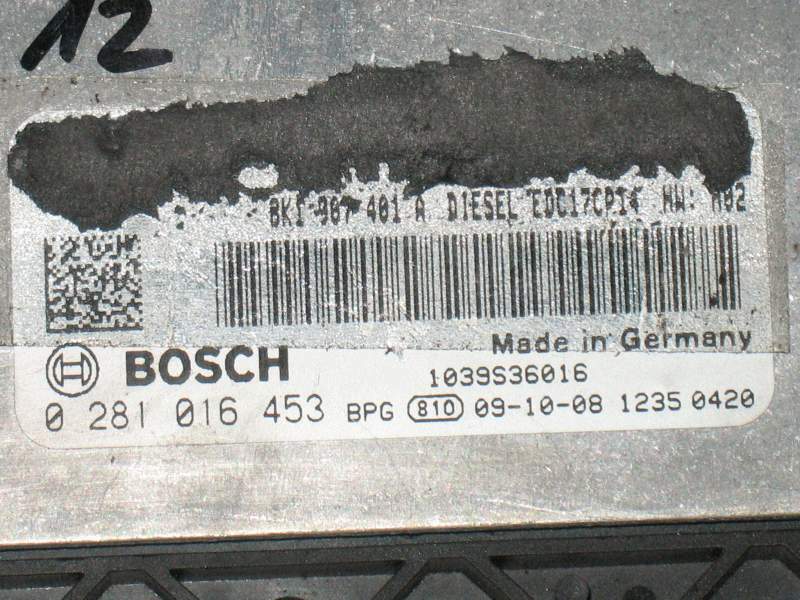 12
8K1 907 401 A DIESEL EDC17CP14 HW: H02
Made in Germany
BOSCH
1039S36016
0 281 016 453 BPG 810 09-10-08 1235 0420